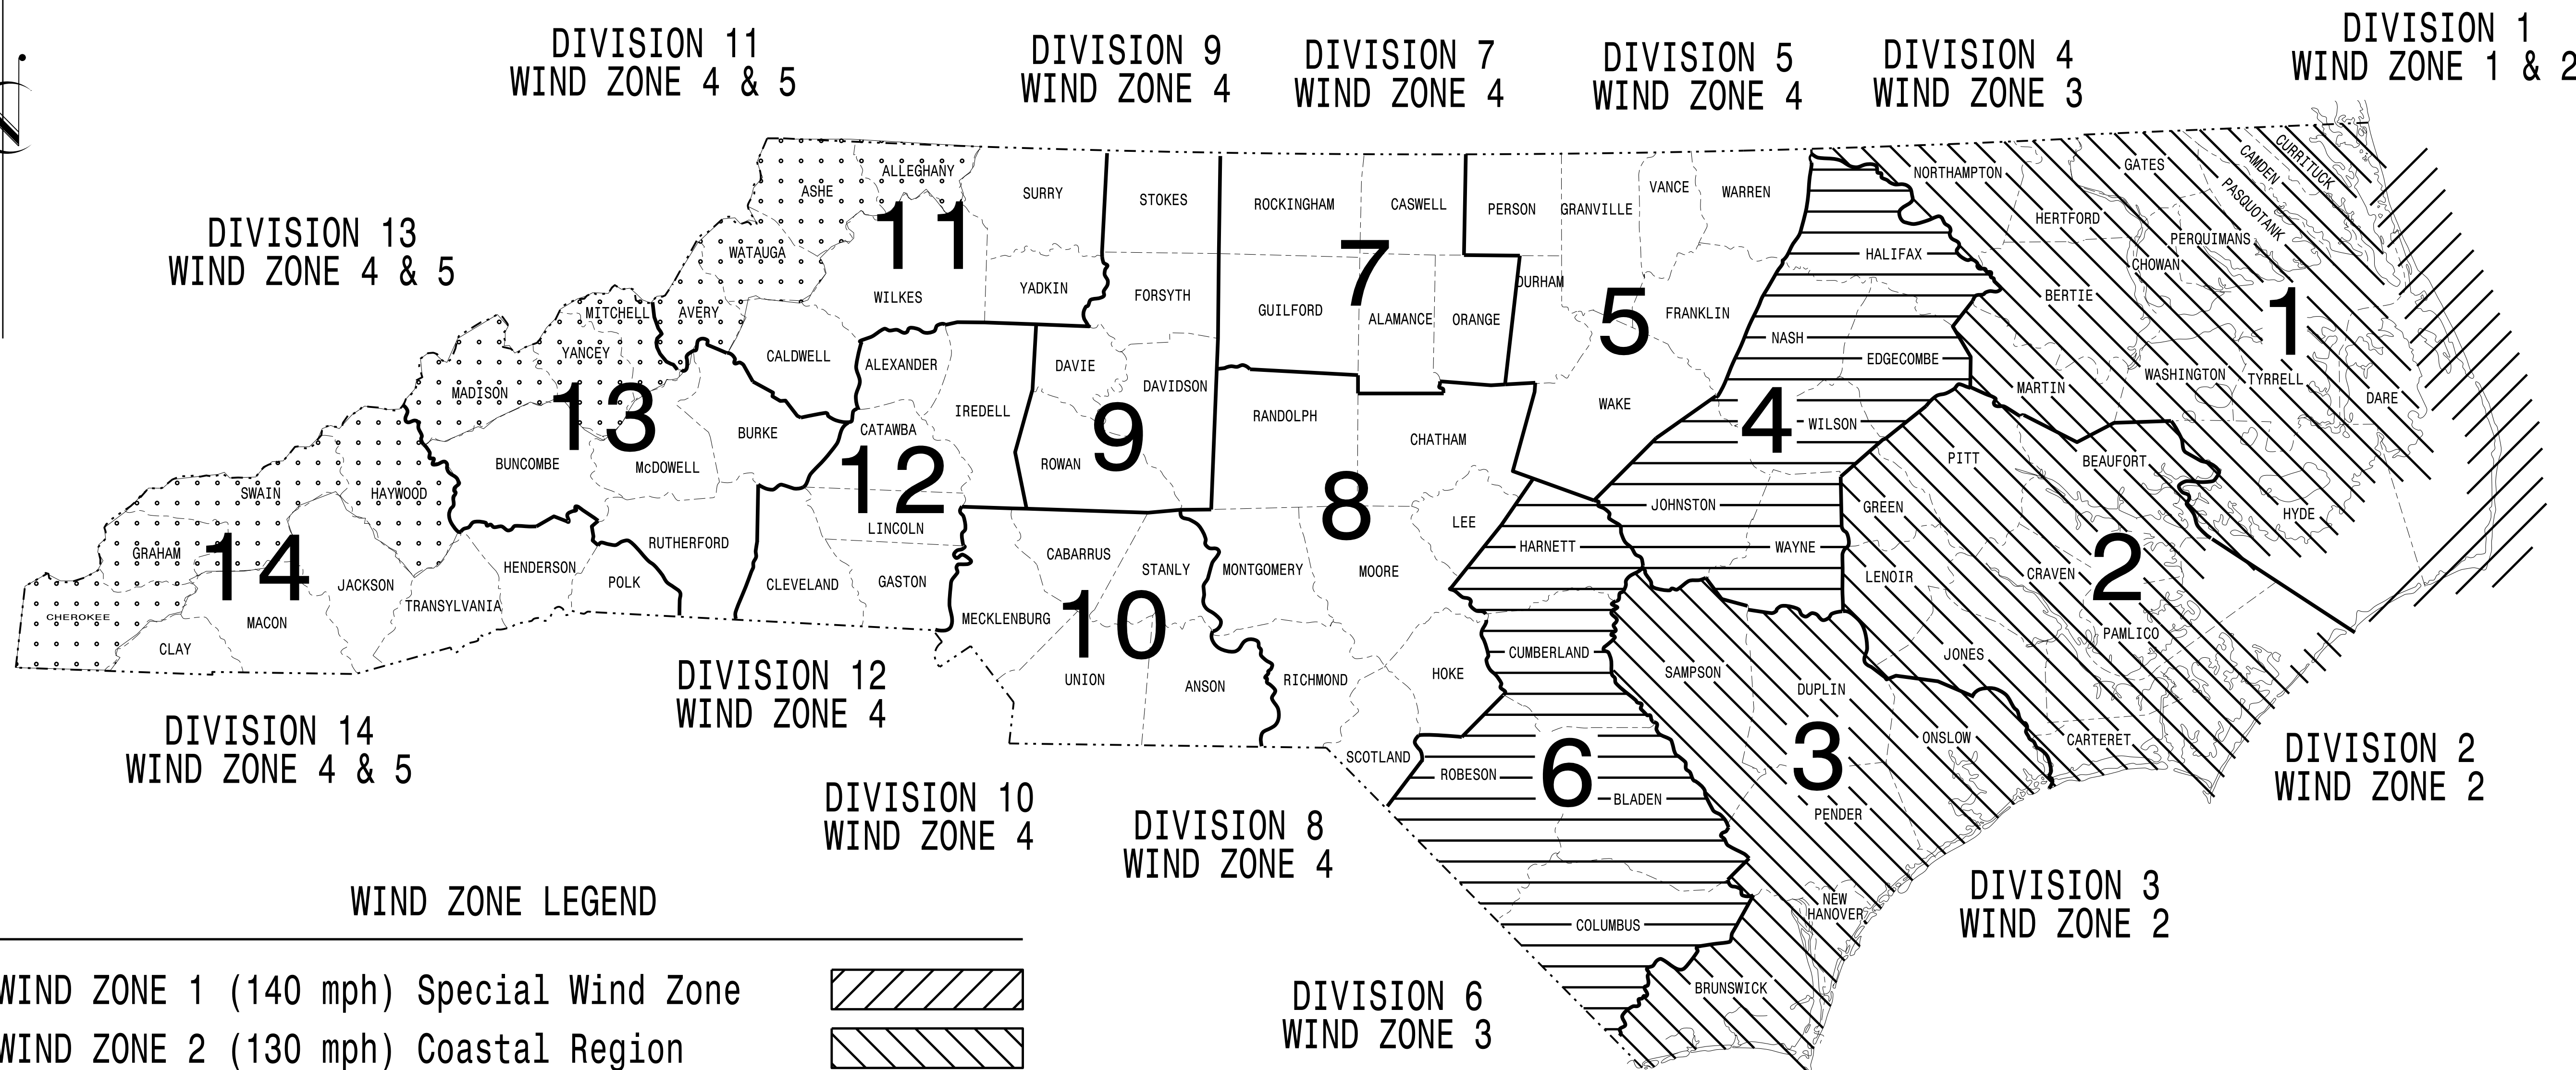 DIVISION 1
WIND ZONE 1 & 2
DIVISION 11
WIND ZONE 4 & 5
DIVISION 9
WIND ZONE 4
DIVISION 7
WIND ZONE 4
DIVISION 5
WIND ZONE 4
DIVISION 4
WIND ZONE 3
DIVISION 13
WIND ZONE 4 & 5
N
ASHE
ALLEGHANY
SURRY
STOKES
ROCKINGHAM
CASWELL
PERSON
GRANVILLE
VANCE
WARREN
NORTHAMPTON
GATES
CAMDEN
CURRITUCK
PASQUOTANK
HERTFORD
PERQUIMANS
CHOWAN
HALIFAX
WATAUGA
11
WILKES
YADKIN
FORSYTH
7
GUILFORD
ALAMANCE
ORANGE
DURHAM
5
FRANKLIN
NASH
EDGECOMBE
BERTIE
1
MITCHELL
AVERY
YANCEY
CALDWELL
ALEXANDER
DAVIE
DAVIDSON
MADISON
13
IREDELL
9
RANDOLPH
WAKE
4
WILSON
MARTIN
WASHINGTON
TYRRELL
DARE
BURKE
CATAWBA
CHATHAM
BUNCOMBE
McDOWELL
12
ROWAN
8
PITT
BEAUFORT
SWAIN
HAYWOOD
LINCOLN
LEE
JOHNSTON
GREEN
HYDE
GRAHAM
14
JACKSON
HENDERSON
RUTHERFORD
CABARRUS
STANLY
MONTGOMERY
MOORE
HARNETT
WAYNE
LENOIR
CRAVEN
2
CHEROKEE
MACON
TRANSYLVANIA
POLK
CLEVELAND
GASTON
MECKLENBURG
10
PAMLICO
CLAY
UNION
ANSON
RICHMOND
HOKE
CUMBERLAND
SAMPSON
DUPLIN
JONES
SCOTLAND
ROBESON
6
BLADEN
3
PENDER
ONSLOW
CARTERET
DIVISION 14
WIND ZONE 4 & 5
DIVISION 12
WIND ZONE 4
DIVISION 2
WIND ZONE 2
DIVISION 10
WIND ZONE 4
DIVISION 8
WIND ZONE 4
NEW
HANOVER
COLUMBUS
BRUNSWICK
DIVISION 3
WIND ZONE 2
DIVISION 6
WIND ZONE 3
WIND ZONE LEGEND
WIND ZONE 1 (140 mph) Special Wind Zone
WIND ZONE 2 (130 mph) Coastal Region